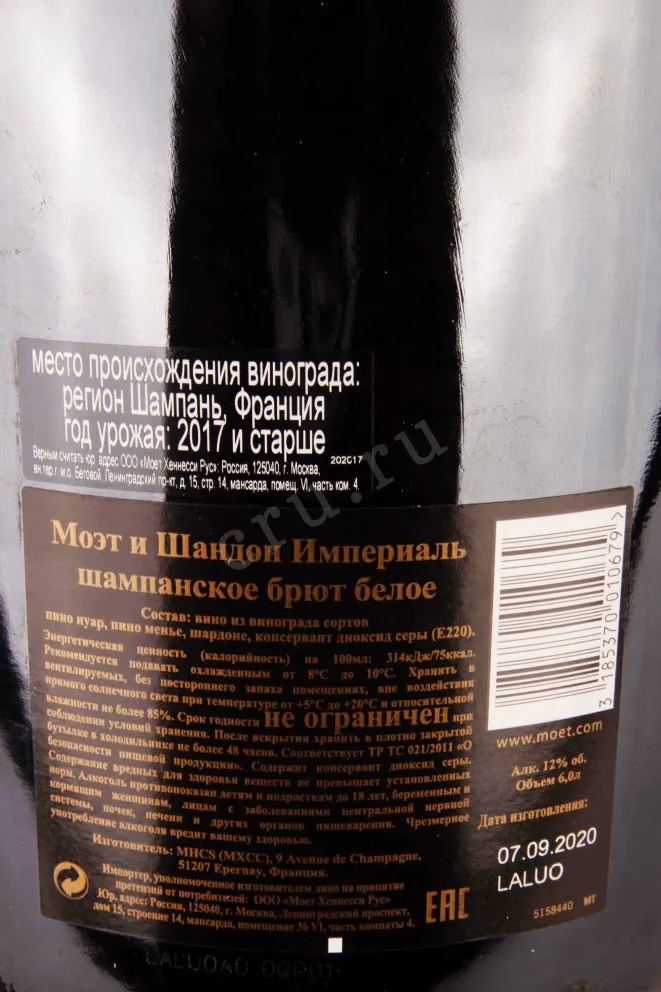 место происхождения винограда:
регион Шампань, Франция
год урожая: 2017 и старше
Верным считать юр. адрес ООО «Моет Хеннесси Рус»: Россия, 125040, г. Москва, 202C17
вн.тер.г. м.о. Беговой, Ленинградский пр-кт, д. 15, стр. 14, мансарда, помещ. VI, часть ком. 4.
cru.ru
Моэт и Шандон Империаль
шампанское брют белое
Состав: вино из винограда сортов
пино нуар, пино менье, шардоне, консервант диоксид серы (Е220).
Энергетическая ценность (калорийность) на 100мл: 314кДж/75ккал.
Рекомендуется подавать охлажденным от 8°C до 10°C. Хранить в
вентилируемых, без постороннего запаха помещениях, вне воздействия
прямого солнечного света при температуре от +5°C до +20°C и относительной
влажности не более 85%. Срок годности не ограничен при
соблюдении условий хранения. После вскрытия хранить в плотно закрытой
бутылке в холодильнике не более 48 часов. Соответствует ТР ТС 021/2011 «О
безопасности пищевой продукции». Содержит консервант диоксид серы.
Содержание вредных для здоровья веществ не превышает установленных
норм. Алкоголь противопоказан детям и подросткам до 18 лет, беременным и
кормящим женщинам, лицам с заболеваниями центральной нервной
системы, почек, печени и других органов пищеварения. Чрезмерное
употребление алкоголя вредит вашему здоровью.
Изготовитель: MHCS (МХСС), 9 Avenue de Champagne,
51207 Epernay, Франция.
Импортер, уполномоченное изготовителем лицо на принятие
претензий от потребителей: ООО «Моет Хеннесси Рус»
Юр. адрес: Россия, 125040, г. Москва, Ленинградский проспект,
дом 15, строение 14, мансарда, помещение № VI, часть комнаты 4.
EAC
3 185370 010679 >
www.moet.com
Алк. 12% об.
Объем 6,0л
Дата изготовления:
07.09.2020
LALUO
5158440 MT